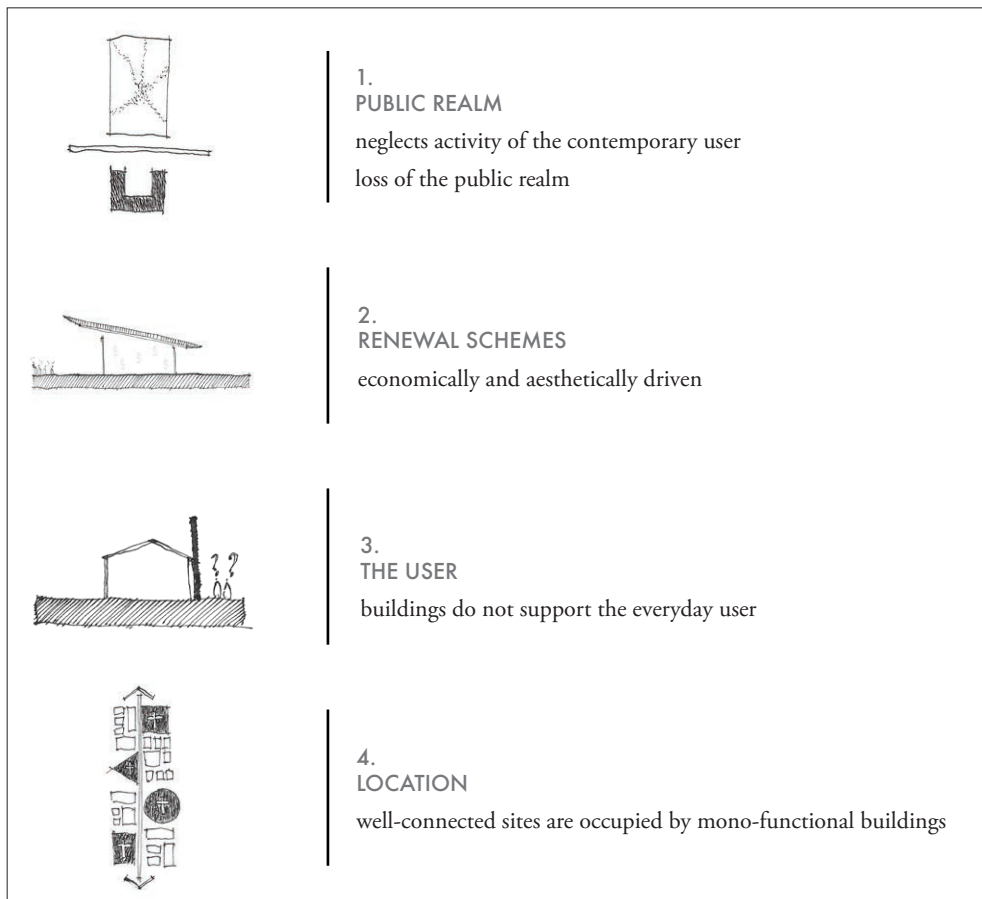 1.
PUBLIC REALM
neglects activity of the contemporary user
loss of the public realm
2.
RENEWAL SCHEMES
economically and aesthetically driven
3.
THE USER
? ?
buildings do not support the everyday user
4.
LOCATION
well-connected sites are occupied by mono-functional buildings